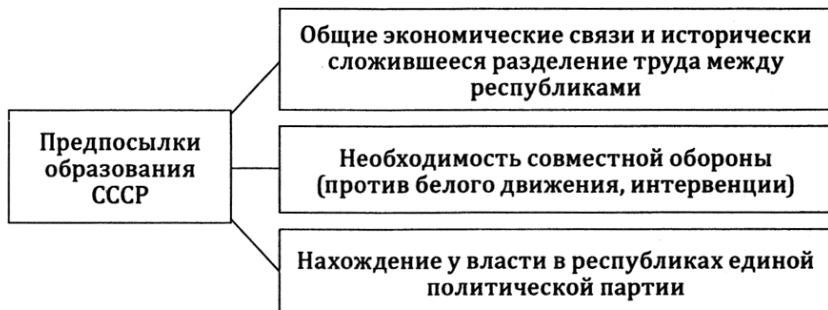 Общие экономические связи и исторически
сложившееся разделение труда между
республиками
Предпосылки
образования
СССР
Необходимость совместной обороны
(против белого движения, интервенции)
Нахождение у власти в республиках единой
политической партии